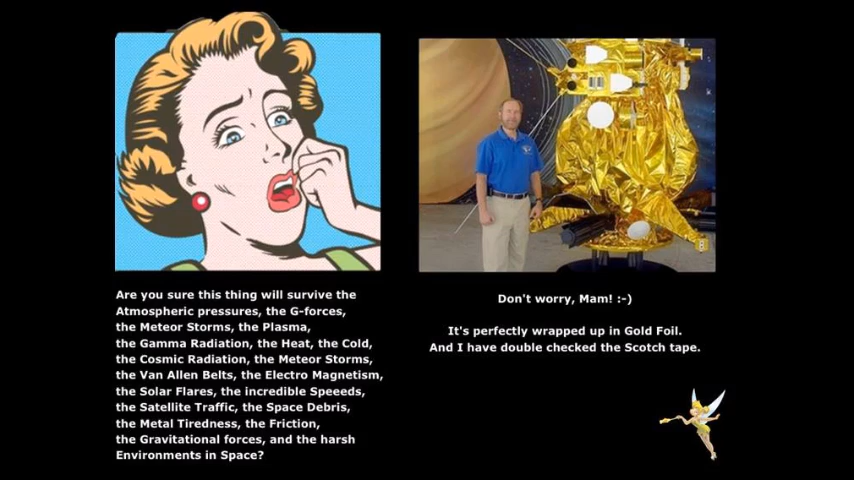 Are you sure this thing will survive the
Atmospheric pressures, the G-forces,
the Meteor Storms, the Plasma,
the Gamma Radiation, the Heat, the Cold,
the Cosmic Radiation, the Meteor Storms,
the Van Allen Belts, the Electro Magnetism,
the Solar Flares, the incredible Speeeds,
the Satellite Traffic, the Space Debris,
the Metal Tiredness, the Friction,
the Gravitational forces, and the harsh
Environments in Space?
Don't worry, Mam! :-)
It's perfectly wrapped up in Gold Foil.
And I have double checked the Scotch tape.